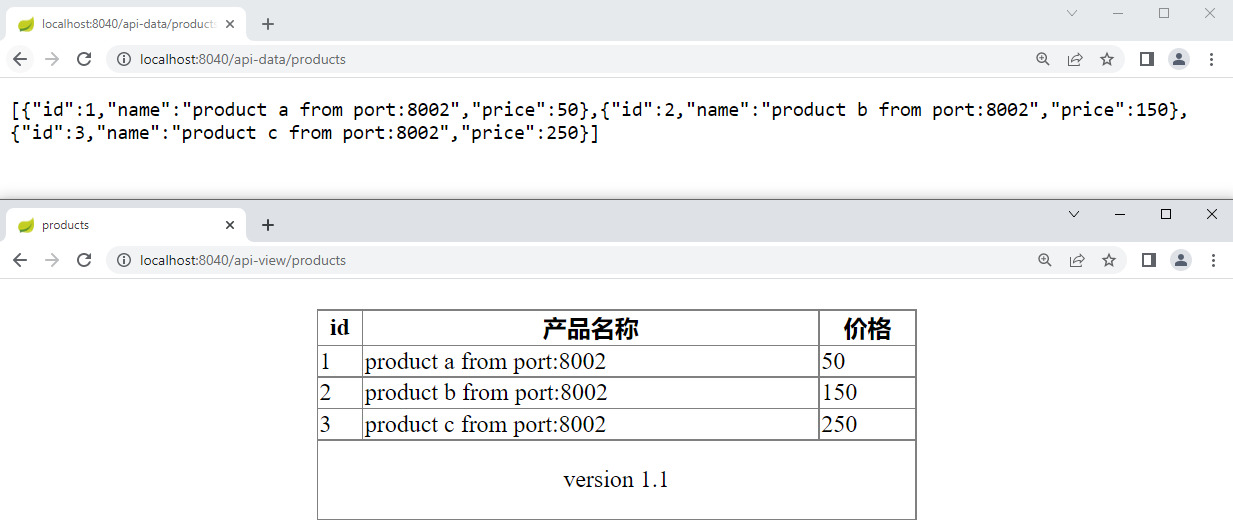 localhost:8040/api-data/products
localhost:8040/api-data/products
[{"id":1,"name":"product a from port:8002","price":50},{"id":2,"name":"product b from port:8002","price":150},
{"id":3,"name":"product c from port:8002","price":250}]
products
localhost:8040/api-view/products
id 产品名称 价格
1 product a from port:8002 50
2 product b from port:8002 150
3 product c from port:8002 250
version 1.1